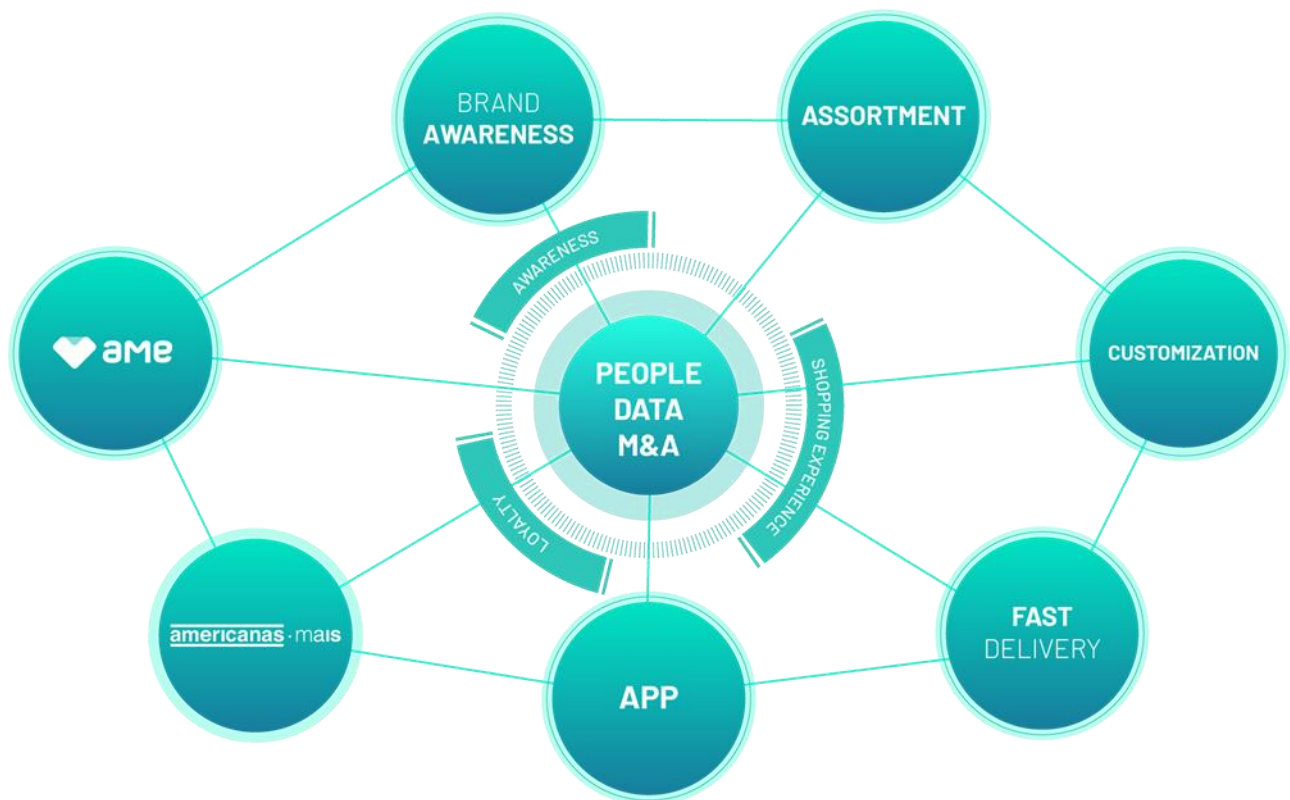 BRAND
AWARENESS
ASSORTMENT
AWARENESS
ame
PEOPLE
DATA
M&A
SHOPPING EXPERIENCE
CUSTOMIZATION
LOYALTY
americanas·mais
APP
FAST
DELIVERY